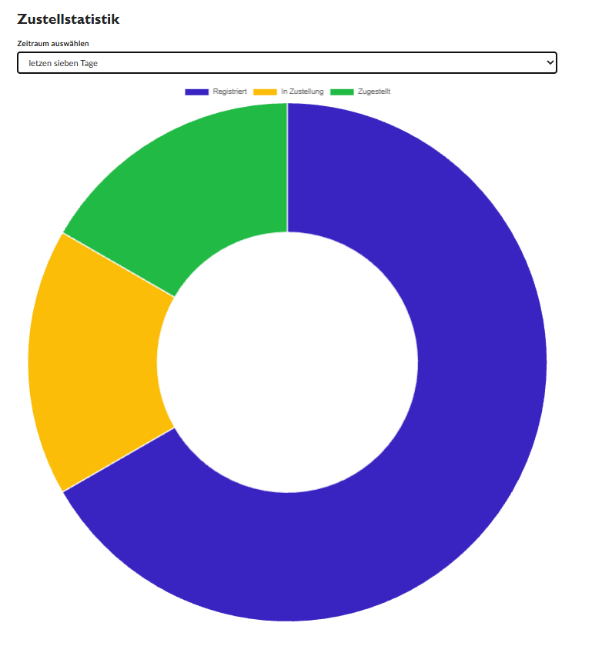 Zustellstatistik
Zeitraum auswählen
letzen sieben Tage
Registriert In Zustellung Zugestellt